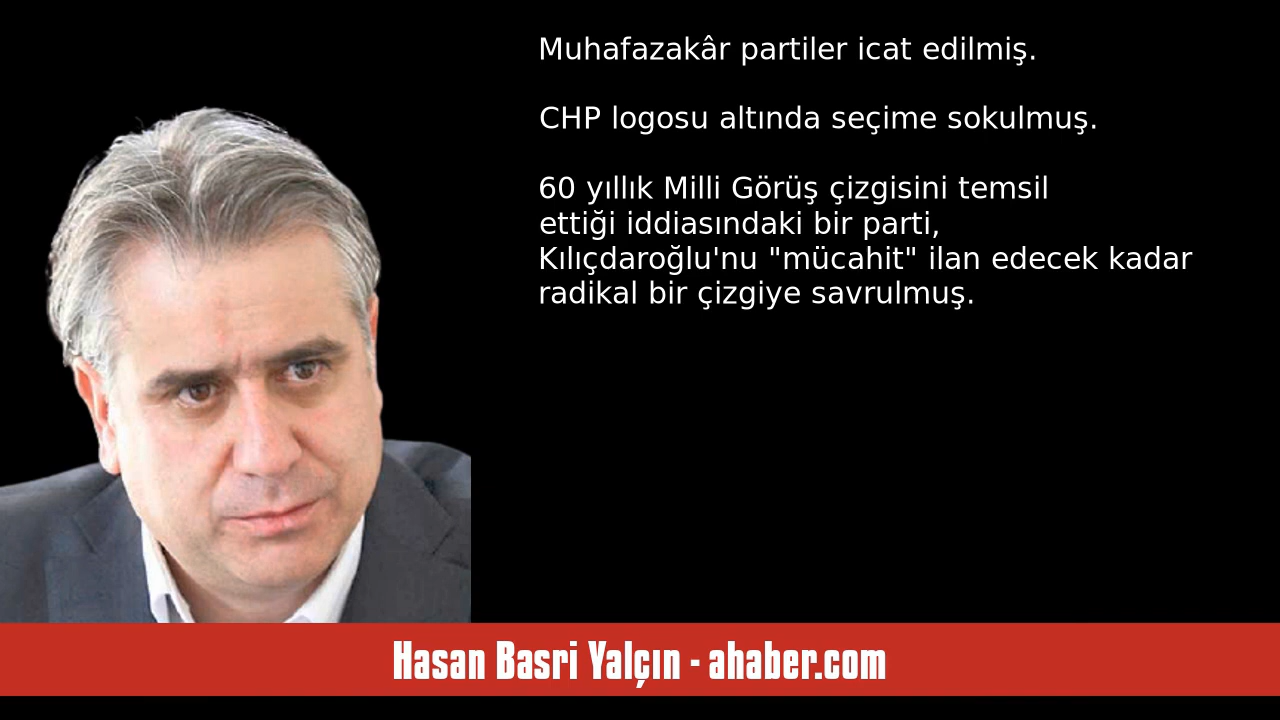 Muhafazakâr partiler icat edilmiş.
CHP logosu altında seçime sokulmuş.
60 yıllık Milli Görüş çizgisini temsil
ettiği iddiasındaki bir parti,
Kılıçdaroğlu'nu "mücahit" ilan edecek kadar
radikal bir çizgiye savrulmuş.
Hasan Basri Yalçın - ahaber.com